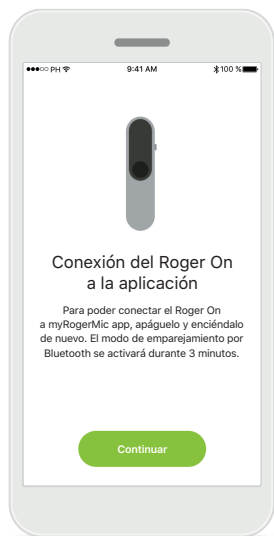 PH 9:41 AM 100 %
Conexión del Roger On
a la aplicación
Para poder conectar el Roger On
a myRogerMic app, apáguelo y enciéndalo
de nuevo. El modo de emparejamiento por
Bluetooth se activará durante 3 minutos.
Continuar